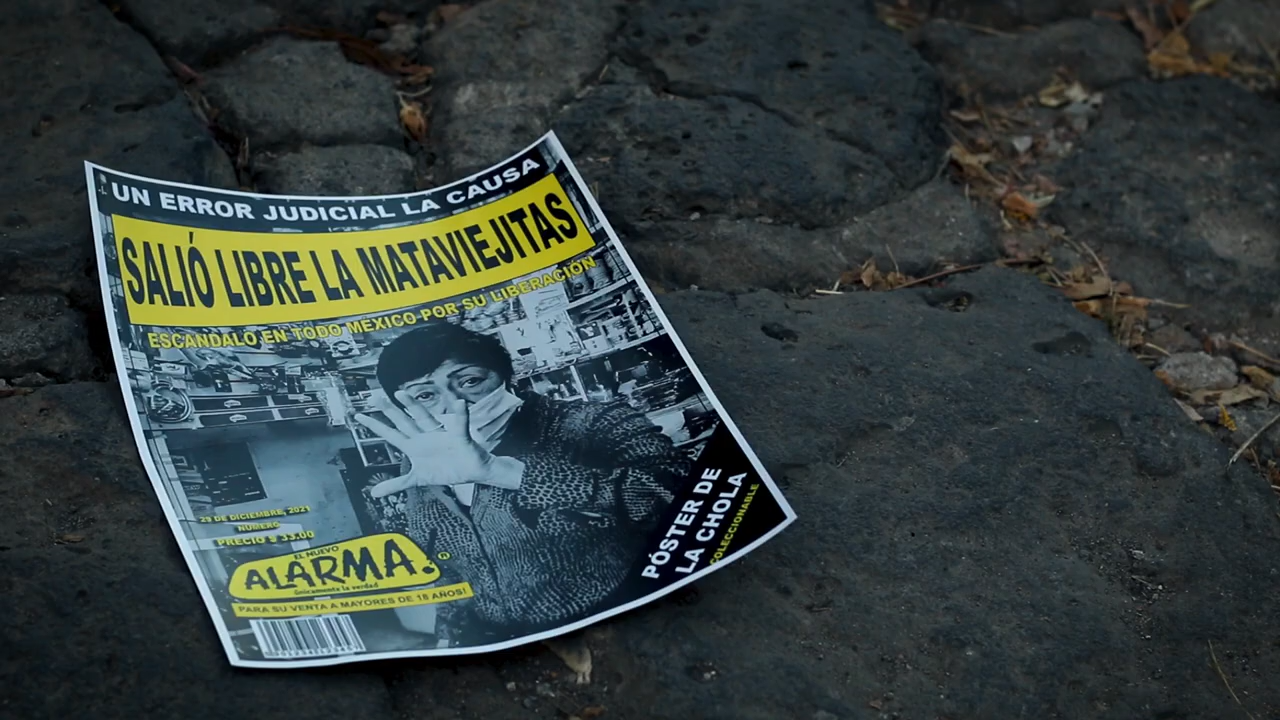 UN ERROR JUDICIAL LA CAUSA
SALIÓ LIBRE LA MATAVIEJITAS
ESCANDALO EN TODO MEXICO POR SU LIBERACIÓN
29 DE DICIEMBRE, 2021
NÚMERO
PRECIO $ 33.00
EL NUEVO
ALARMA!®
únicamente la verdad
PARA SU VENTA A MAYORES DE 18 AÑOS!
PÓSTER DE
LA CHOLA
COLECCIONABLE